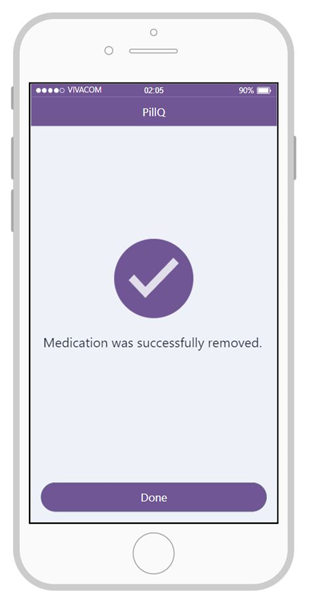 VIVACOM 02:05 90%
PillQ
Medication was successfully removed.
Done